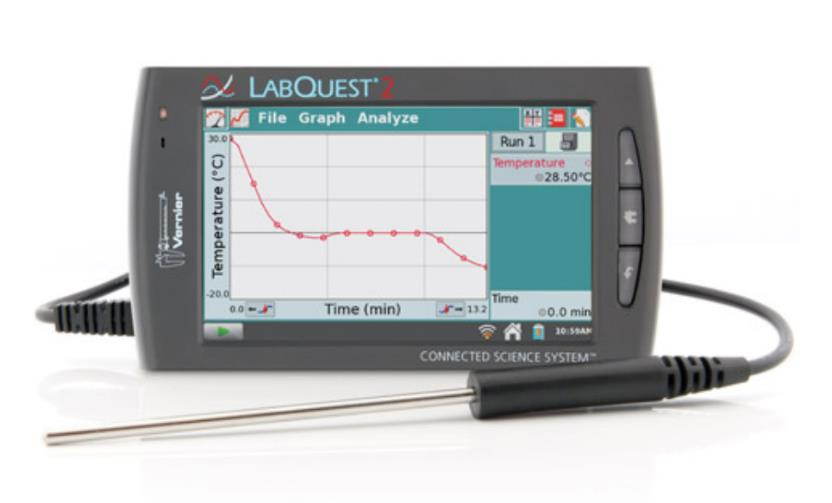 LABQUEST 2
File Graph Analyze
30.0
Temperature (°C)
-20.0
0.0
Time (min)
13.2
Run 1
Temperature
28.50°C
Time
0.0 min
10:59AM
Vernier
CONNECTED SCIENCE SYSTEM™